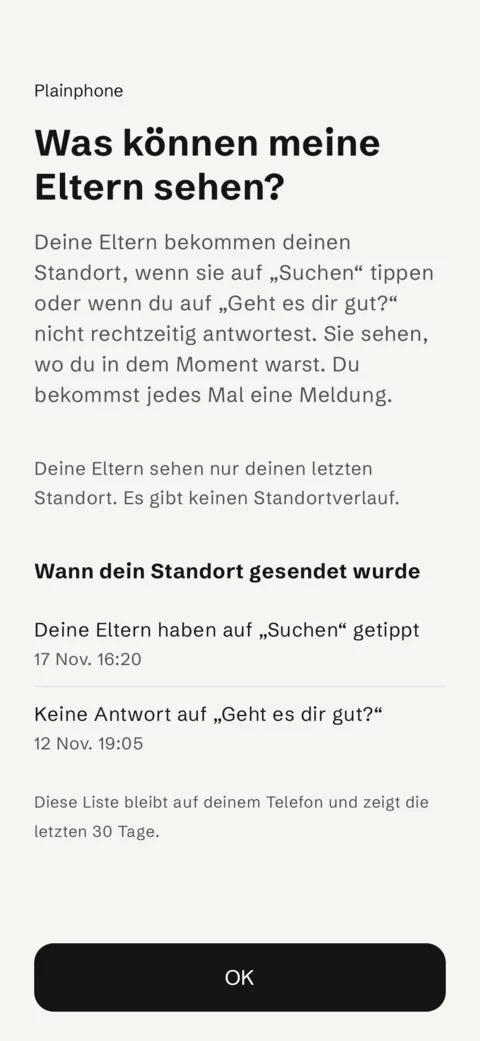 Plainphone
Was können meine
Eltern sehen?
Deine Eltern bekommen deinen
Standort, wenn sie auf „Suchen“ tippen
oder wenn du auf „Geht es dir gut?“
nicht rechtzeitig antwortest. Sie sehen,
wo du in dem Moment warst. Du
bekommst jedes Mal eine Meldung.
Deine Eltern sehen nur deinen letzten
Standort. Es gibt keinen Standortverlauf.
Wann dein Standort gesendet wurde
Deine Eltern haben auf „Suchen“ getippt
17 Nov. 16:20
Keine Antwort auf „Geht es dir gut?“
12 Nov. 19:05
Diese Liste bleibt auf deinem Telefon und zeigt die
letzten 30 Tage.
OK